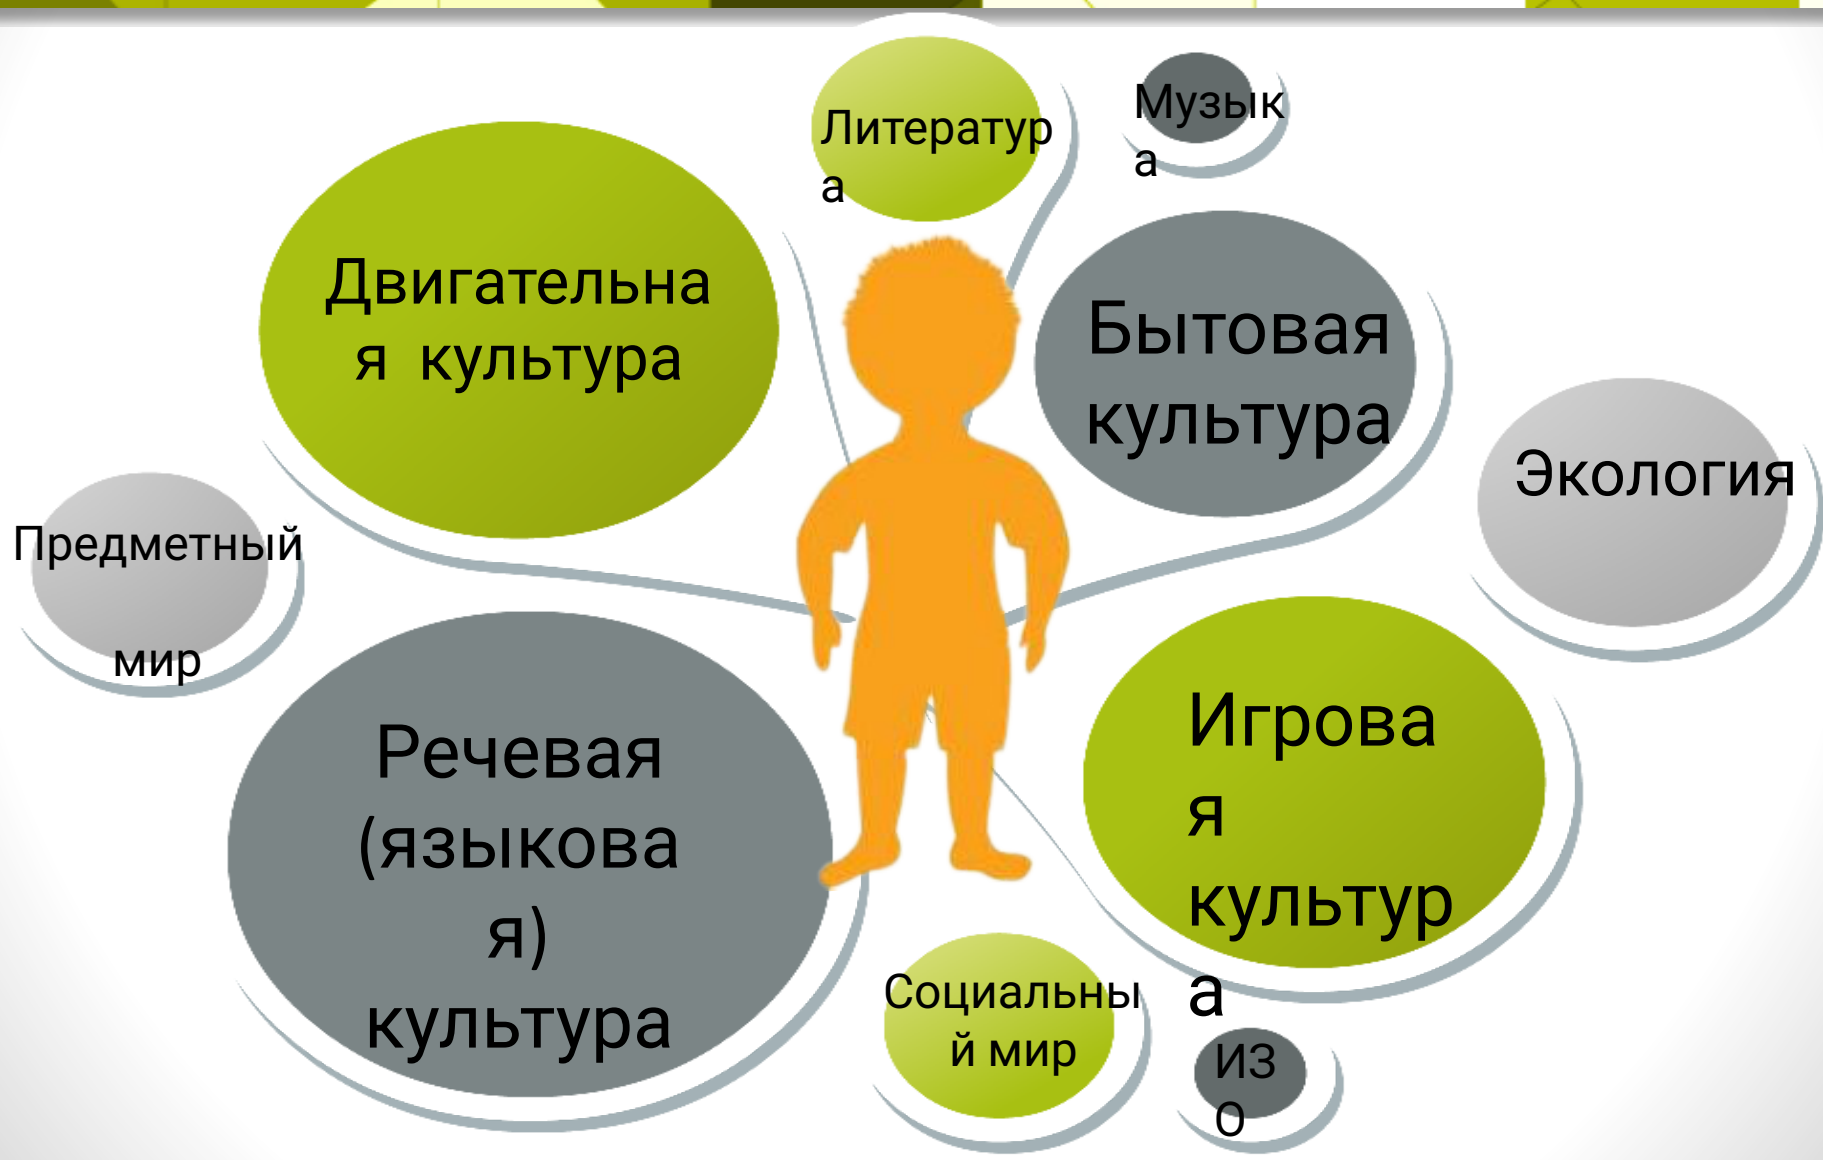 Литератур
а
Музык
а
Двигательна
я культура
Бытовая
культура
Экология
Предметный
мир
Речевая
(языкова
я)
культура
Игрова
я
культур
а
Социальны
й мир
ИЗ
О